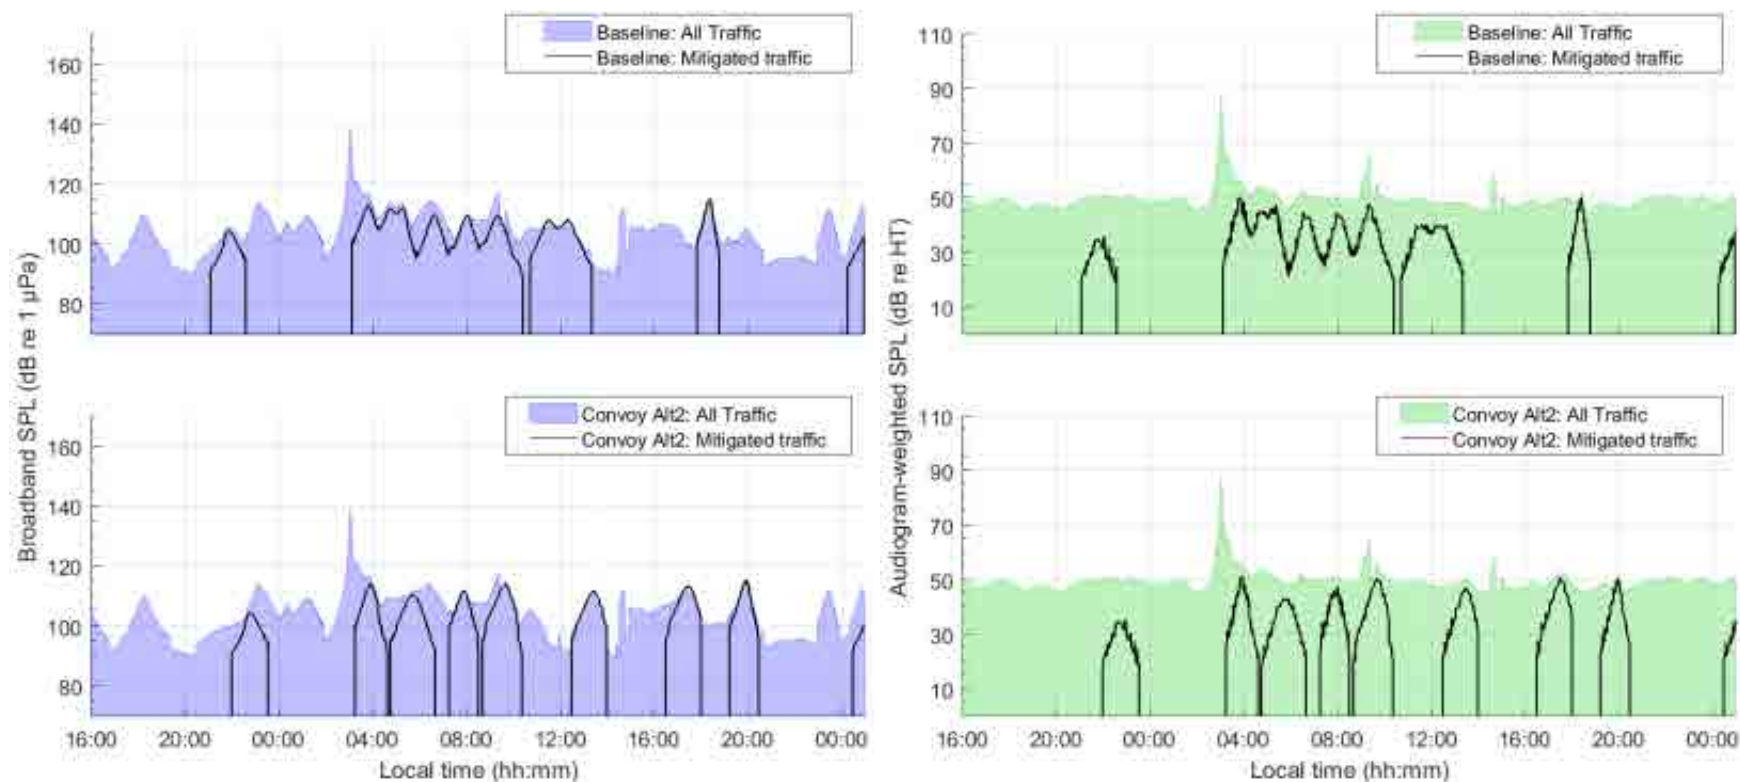 Baseline: All Traffic
Baseline: Mitigated traffic
160
140
120
100
80
Baseline: All Traffic
Baseline: Mitigated traffic
110
90
70
50
30
10
Broadband SPL (dB re 1 µPa)
Audiogram-weighted SPL (dB re HT)
Convoy Alt2: All Traffic
Convoy Alt2: Mitigated traffic
160
140
120
100
80
16:00 20:00 00:00 04:00 08:00 12:00 16:00 20:00 00:00
Local time (hh:mm)
Convoy Alt2: All Traffic
Convoy Alt2: Mitigated traffic
110
90
70
50
30
10
16:00 20:00 00:00 04:00 08:00 12:00 16:00 20:00 00:00
Local time (hh:mm)